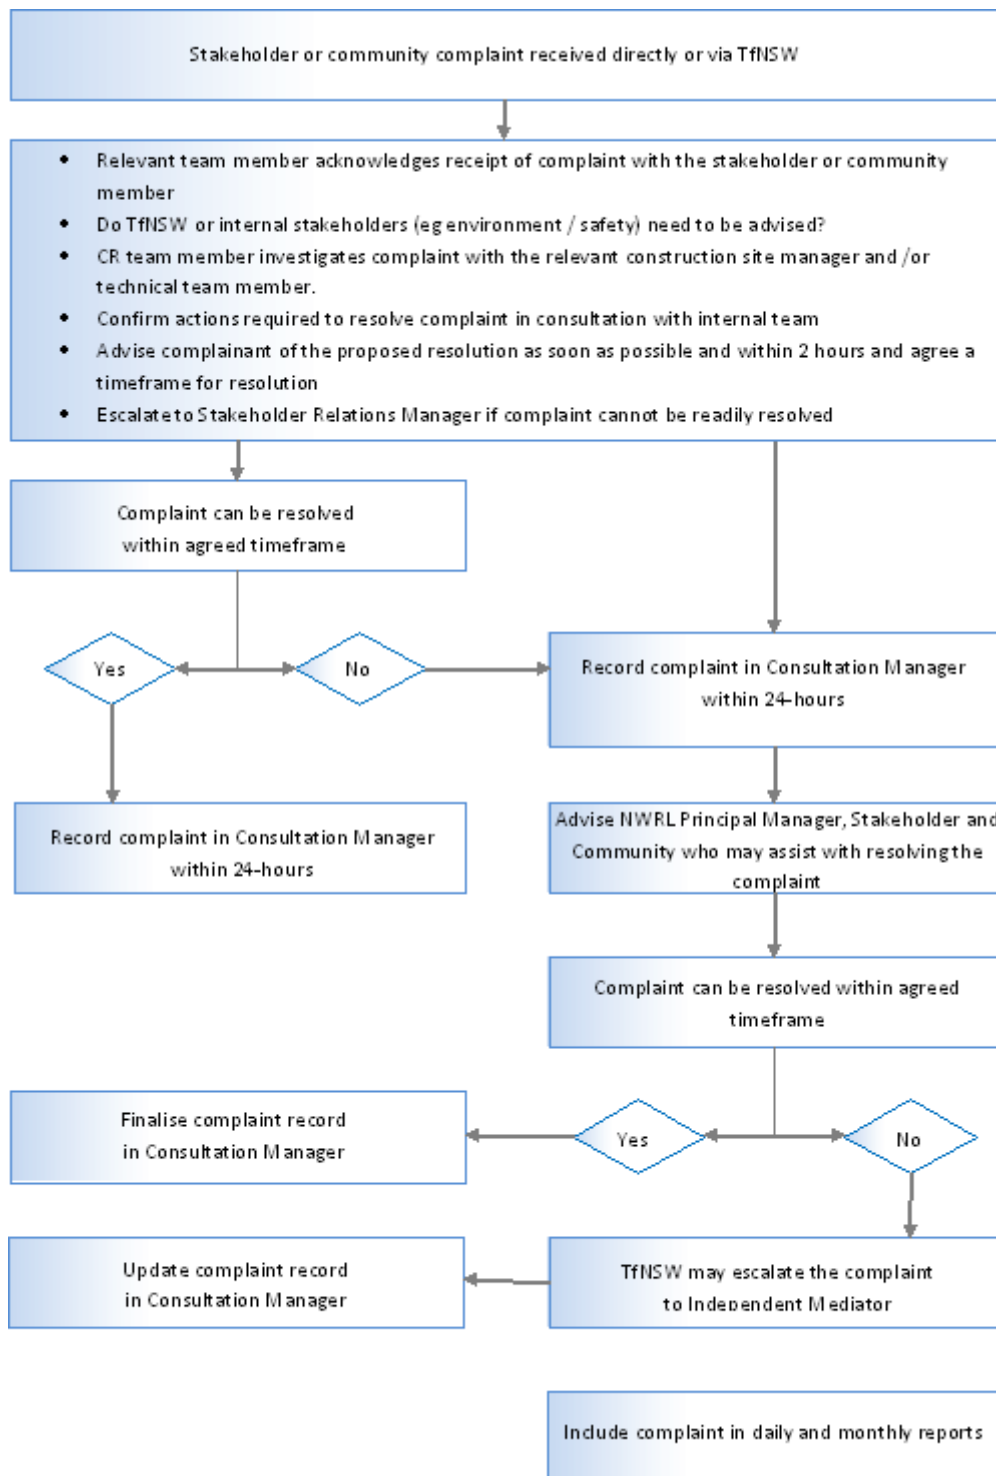 Stakeholder or community complaint received directly or via TfNSW
• Relevant team member acknowledges receipt of complaint with the stakeholder or community
member
• Do TfNSW or internal stakeholders (eg environment / safety) need to be advised?
• CR team member investigates complaint with the relevant construction site manager and /or
technical team member.
• Confirm actions required to resolve complaint in consultation with internal team
• Advise complainant of the proposed resolution as soon as possible and within 2 hours and agree a
timeframe for resolution
• Escalate to Stakeholder Relations Manager if complaint cannot be readily resolved
Complaint can be resolved
within agreed timeframe
Yes
No
Record complaint in Consultation Manager
within 24-hours
Record complaint in Consultation Manager
within 24-hours
Advise NWRL Principal Manager, Stakeholder and
Community who may assist with resolving the
complaint
Complaint can be resolved within agreed
timeframe
Finalise complaint record
in Consultation Manager
Yes
No
Update complaint record
in Consultation Manager
TfNSW may escalate the complaint
to Independent Mediator
Include complaint in daily and monthly reports